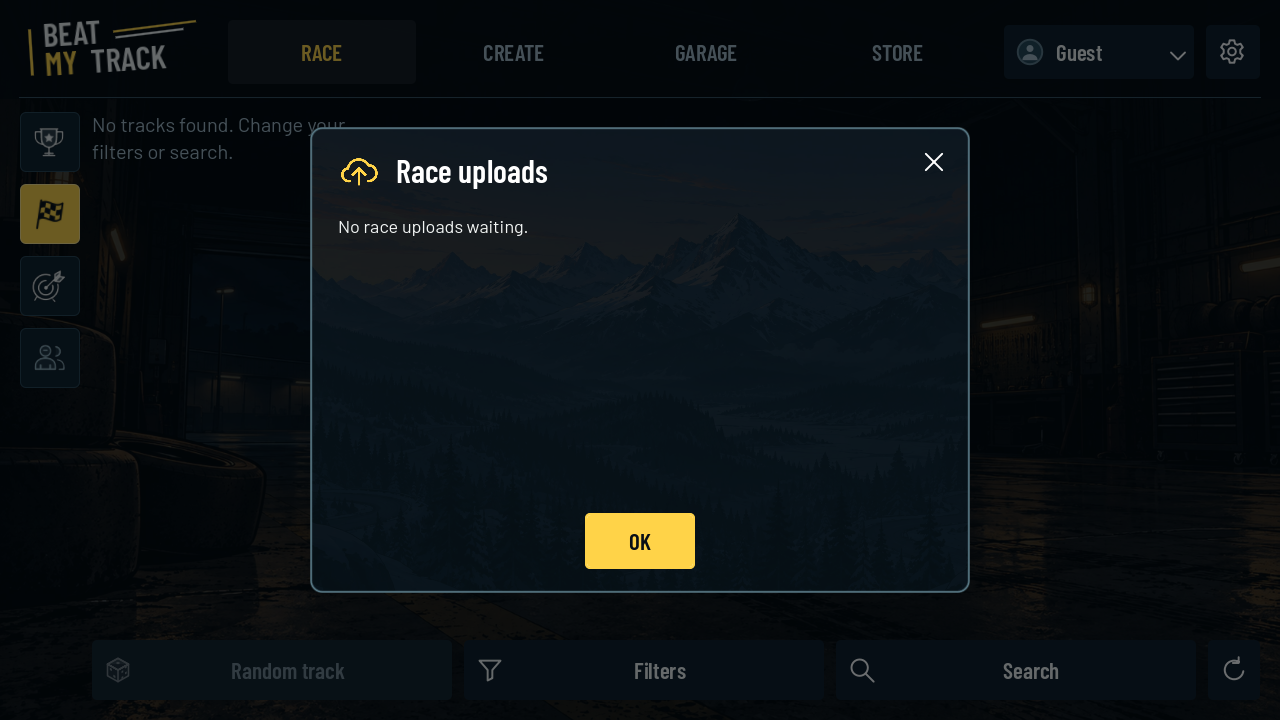 BEAT
MY TRACK
RACE
CREATE
GARAGE
STORE
Guest
No tracks found. Change your
filters or search.
Race uploads
No race uploads waiting.
OK
Random track
Filters
Search